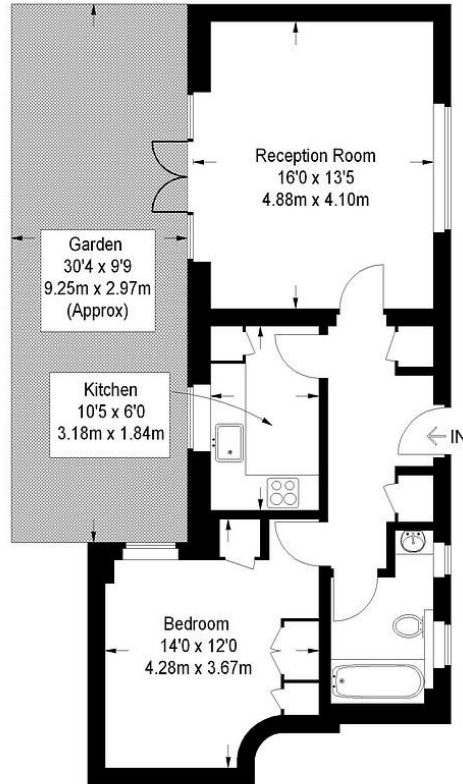 Reception Room
16'0 x 13'5
4.88m x 4.10m
Garden
30'4 x 9'9
9.25m x 2.97m
(Approx)
Kitchen
10'5 x 6'0
3.18m x 1.84m
IN
Bedroom
14'0 x 12'0
4.28m x 3.67m